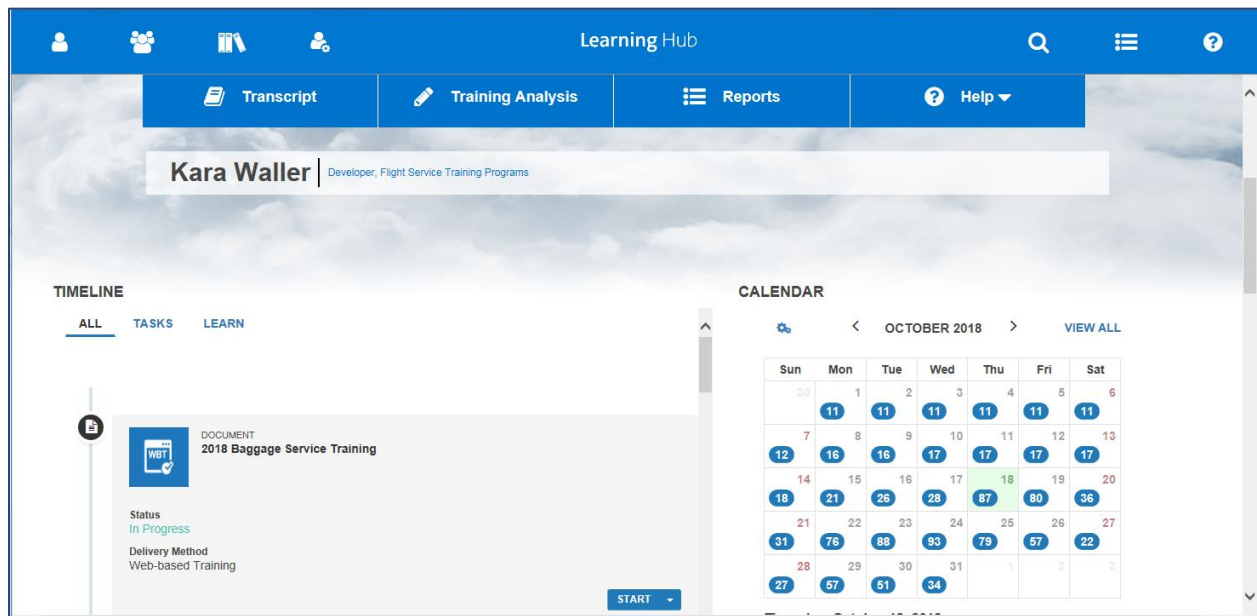 Learning Hub
Transcript Training Analysis Reports Help
Kara Waller Developer, Flight Service Training Programs
TIMELINE
ALL TASKS LEARN
DOCUMENT
WBT
2018 Baggage Service Training
Status
In Progress
Delivery Method
Web-based Training
START
CALENDAR
OCTOBER 2018 VIEW ALL
Sun Mon Tue Wed Thu Fri Sat
30 1 2 3 4 5 6
11 11 11 11 11 11
7 8 9 10 11 12 13
12 16 16 17 17 17 17
14 15 16 17 18 19 20
18 21 26 28 87 80 36
21 22 23 24 25 26 27
31 76 88 93 79 57 22
28 29 30 31 1 2 3
27 57 51 34